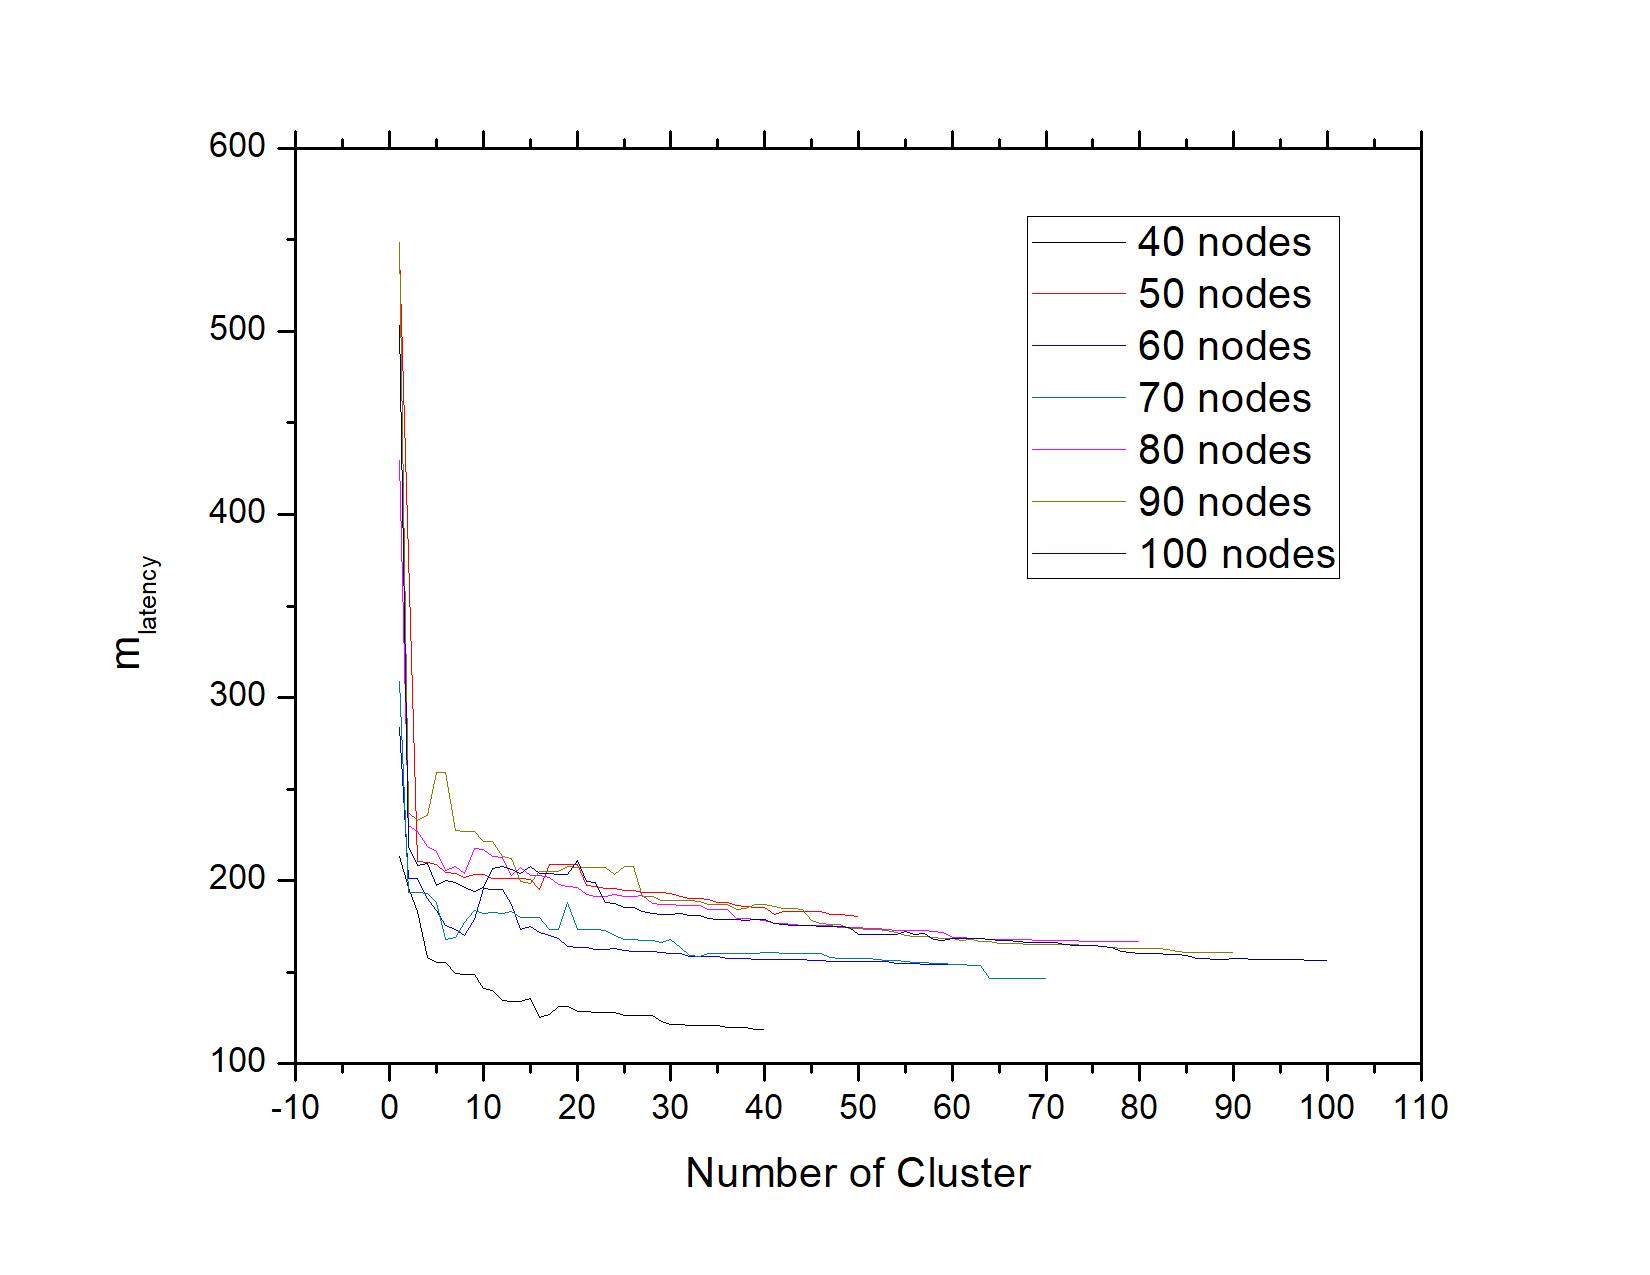 600
500
400
300
200
100
-10 0 10 20 30 40 50 60 70 80 90 100 110
m latency
Number of Cluster
40 nodes
50 nodes
60 nodes
70 nodes
80 nodes
90 nodes
100 nodes